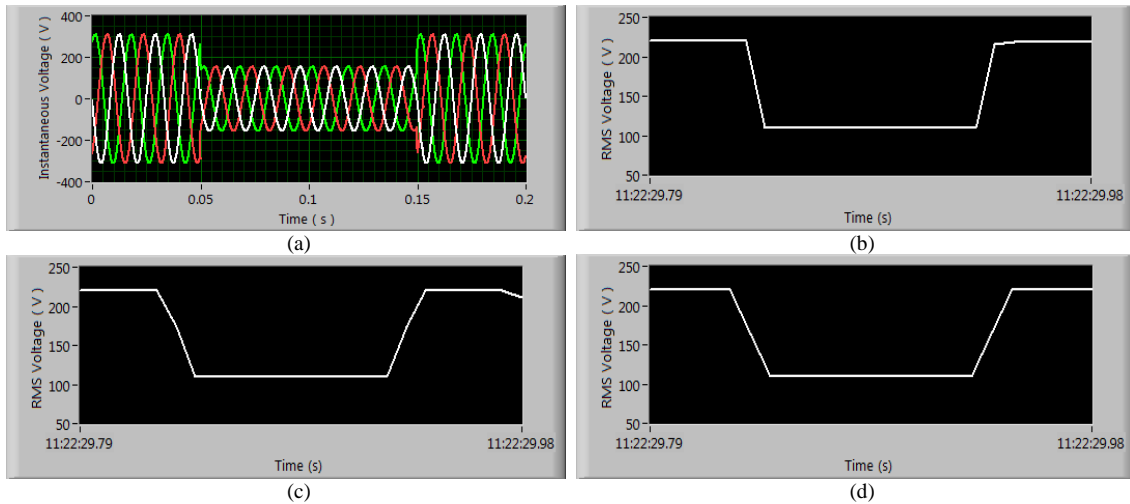 400
200
0
-200
-400
Instantaneous Voltage ( V )
0
0.05
0.1
0.15
0.2
Time ( s )
(a)
250
200
150
100
50
RMS Voltage ( V )
11:22:29.79
11:22:29.98
Time (s)
(b)
250
200
150
100
50
RMS Voltage ( V )
11:22:29.79
11:22:29.98
Time (s)
(c)
250
200
150
100
50
RMS Voltage ( V )
11:22:29.79
11:22:29.98
Time (s)
(d)